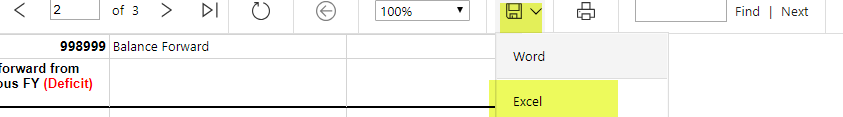 2 of 3 100% Find | Next
998999 Balance Forward
Word
forward from
ous FY (Deficit)
Excel